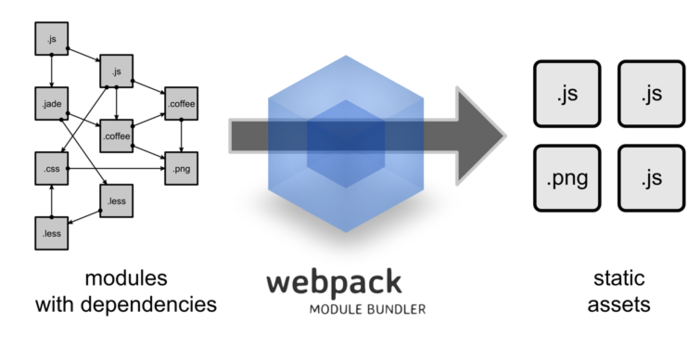 .js
.js
.jade
.coffee
.coffee
.css
.png
.less
.less
modules
with dependencies
webpack
MODULE BUNDLER
.js
.js
.png
.js
static
assets